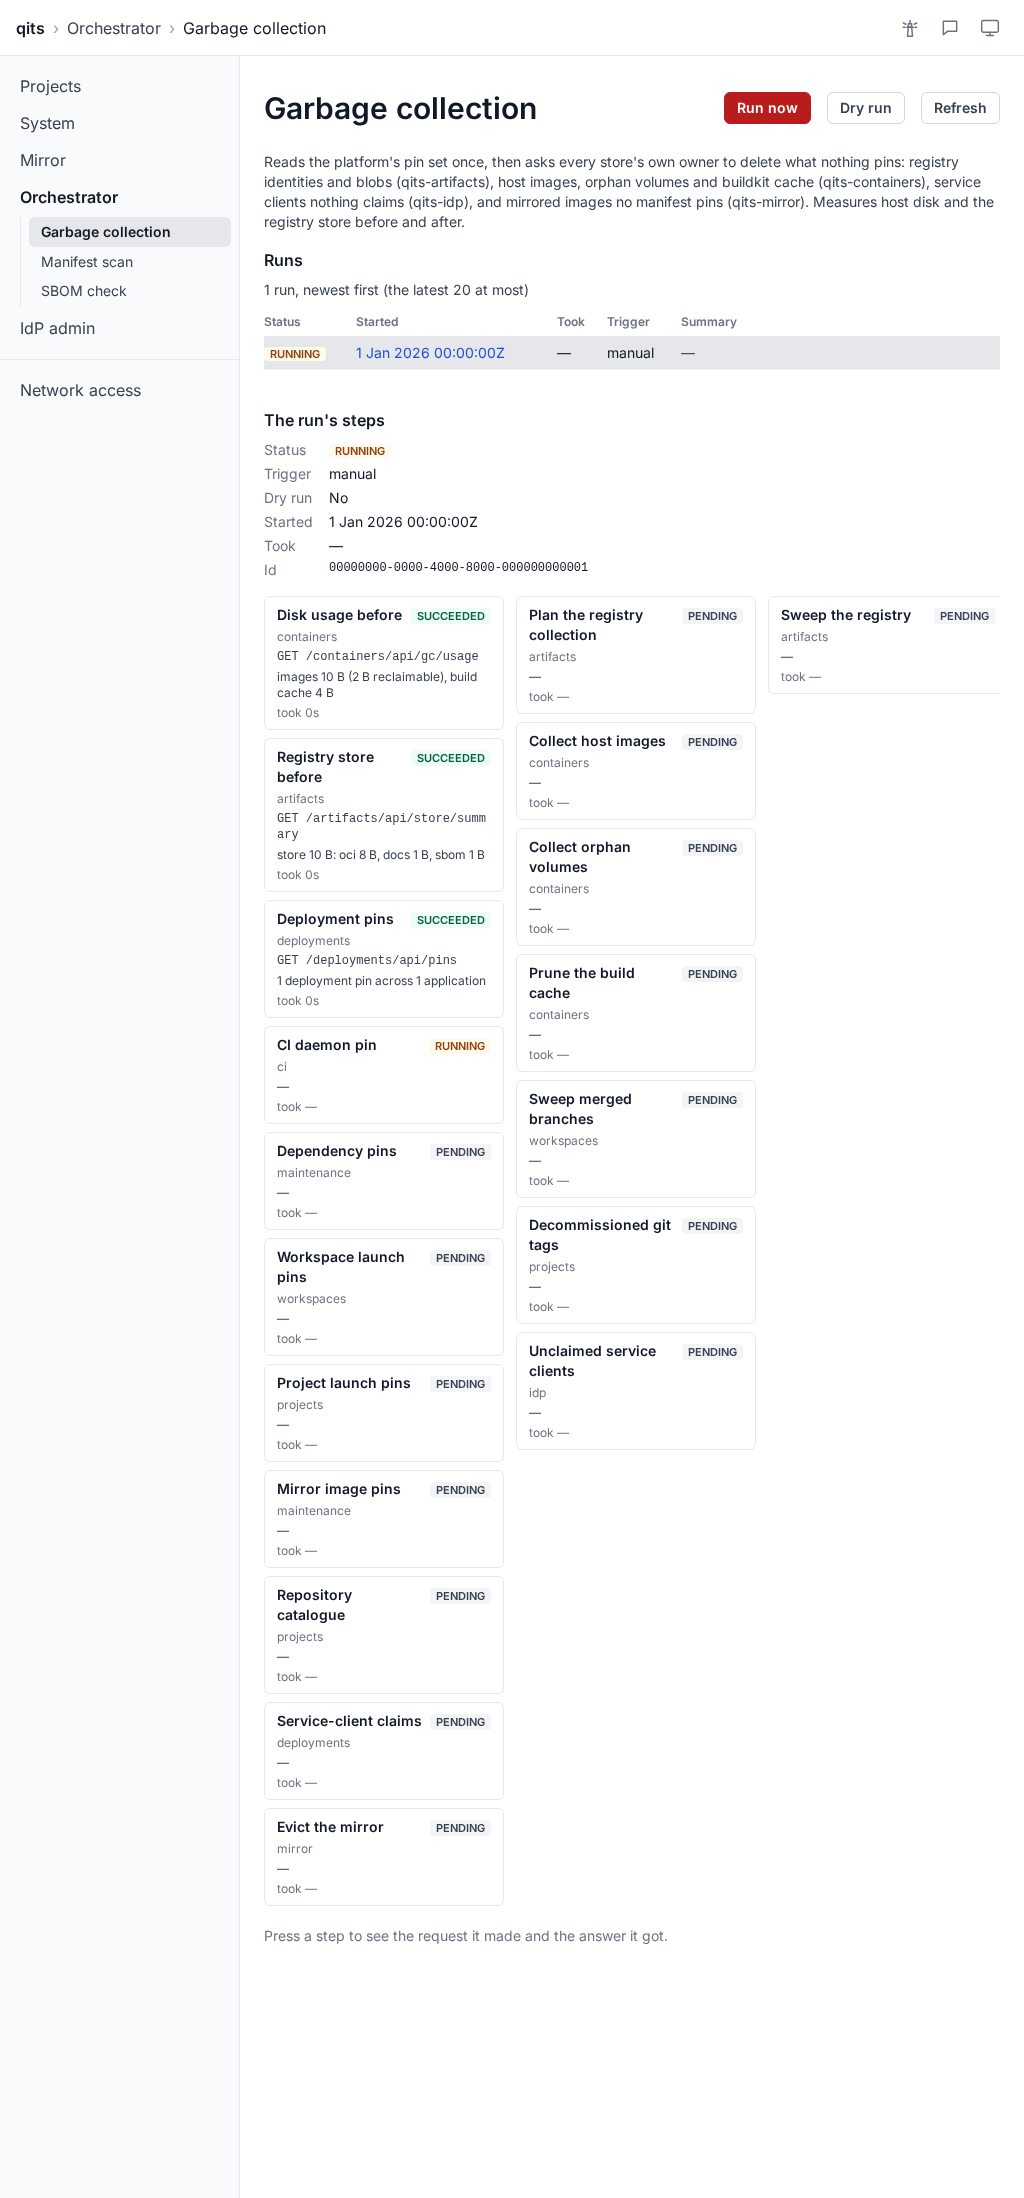 qits › Orchestrator › Garbage collection
Projects
System
Mirror
Orchestrator
Garbage collection
Manifest scan
SBOM check
IdP admin
Network access
Garbage collection
Run now
Dry run
Refresh
Reads the platform's pin set once, then asks every store's own owner to delete what nothing pins: registry
identities and blobs (qits-artifacts), host images, orphan volumes and buildkit cache (qits-containers), service
clients nothing claims (qits-idp), and mirrored images no manifest pins (qits-mirror). Measures host disk and the
registry store before and after.
Runs
1 run, newest first (the latest 20 at most)
Status Started Took Trigger Summary
RUNNING 1 Jan 2026 00:00:00Z — manual —
The run's steps
Status RUNNING
Trigger manual
Dry run No
Started 1 Jan 2026 00:00:00Z
Took —
Id 00000000-0000-4000-8000-000000000001
Disk usage before SUCCEEDED
containers
GET /containers/api/gc/usage
images 10 B (2 B reclaimable), build
cache 4 B
took 0s
Registry store
before
SUCCEEDED
artifacts
GET /artifacts/api/store/summ
ary
store 10 B: oci 8 B, docs 1 B, sbom 1 B
took 0s
Deployment pins SUCCEEDED
deployments
GET /deployments/api/pins
1 deployment pin across 1 application
took 0s
CI daemon pin RUNNING
ci
—
took —
Dependency pins PENDING
maintenance
—
took —
Workspace launch
pins
PENDING
workspaces
—
took —
Project launch pins PENDING
projects
—
took —
Mirror image pins PENDING
maintenance
—
took —
Repository
catalogue
PENDING
projects
—
took —
Service-client claims PENDING
deployments
—
took —
Evict the mirror PENDING
mirror
—
took —
Plan the registry
collection
PENDING
artifacts
—
took —
Collect host images PENDING
containers
—
took —
Collect orphan
volumes
PENDING
containers
—
took —
Prune the build
cache
PENDING
containers
—
took —
Sweep merged
branches
PENDING
workspaces
—
took —
Decommissioned git
tags
PENDING
projects
—
took —
Unclaimed service
clients
PENDING
idp
—
took —
Sweep the registry PENDING
artifacts
—
took —
Press a step to see the request it made and the answer it got.